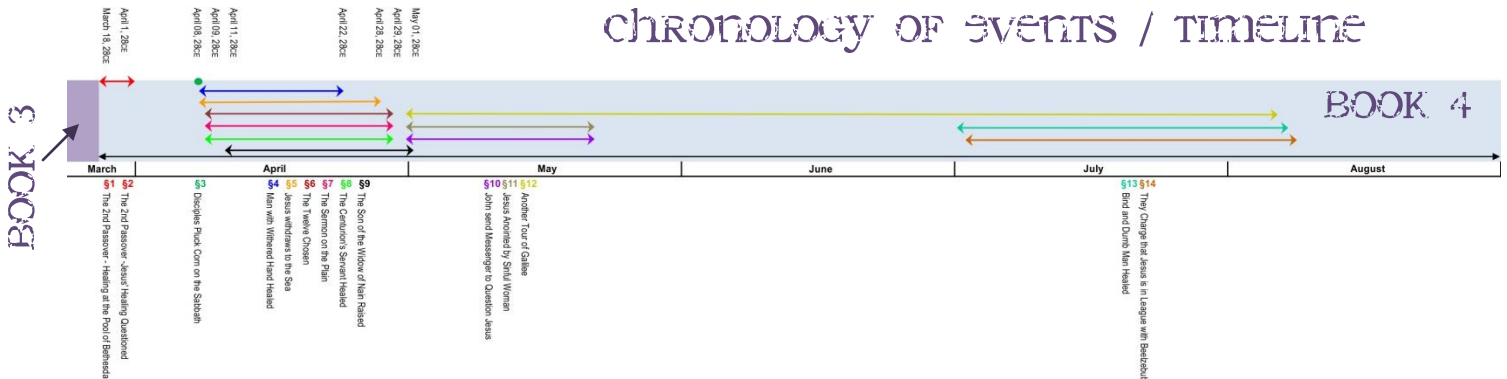 CHRONOLOGY OF EVENTS / TIMELINE
March 18, 28CE
April 1, 28CE
April 08, 28CE
April 09, 28CE
April 11, 28CE
April 22, 28CE
April 28, 28CE
April 29, 28CE
May 01, 28CE
BOOK 3
BOOK 4
March April May June July August
§1 §2 §3 §4 §5 §6 §7 §8 §9 §10 §11 §12 §13 §14
The 2nd Passover - Healing at the Pool of Bethesda
The 2nd Passover -Jesus' Healing Questioned
Disciples Pluck Corn on the Sabbath
Man with Withered Hand Healed
Jesus withdraws to the Sea
The Twelve Chosen
The Sermon on the Plain
The Centurion's Servant Healed
The Son of the Widow of Nain Raised
John send Messenger to Question Jesus
Jesus Anointed by Sinful Woman
Another Tour of Galilee
Bind and Dumb Man Healed
They Charge that Jesus is in League with Beelzebub